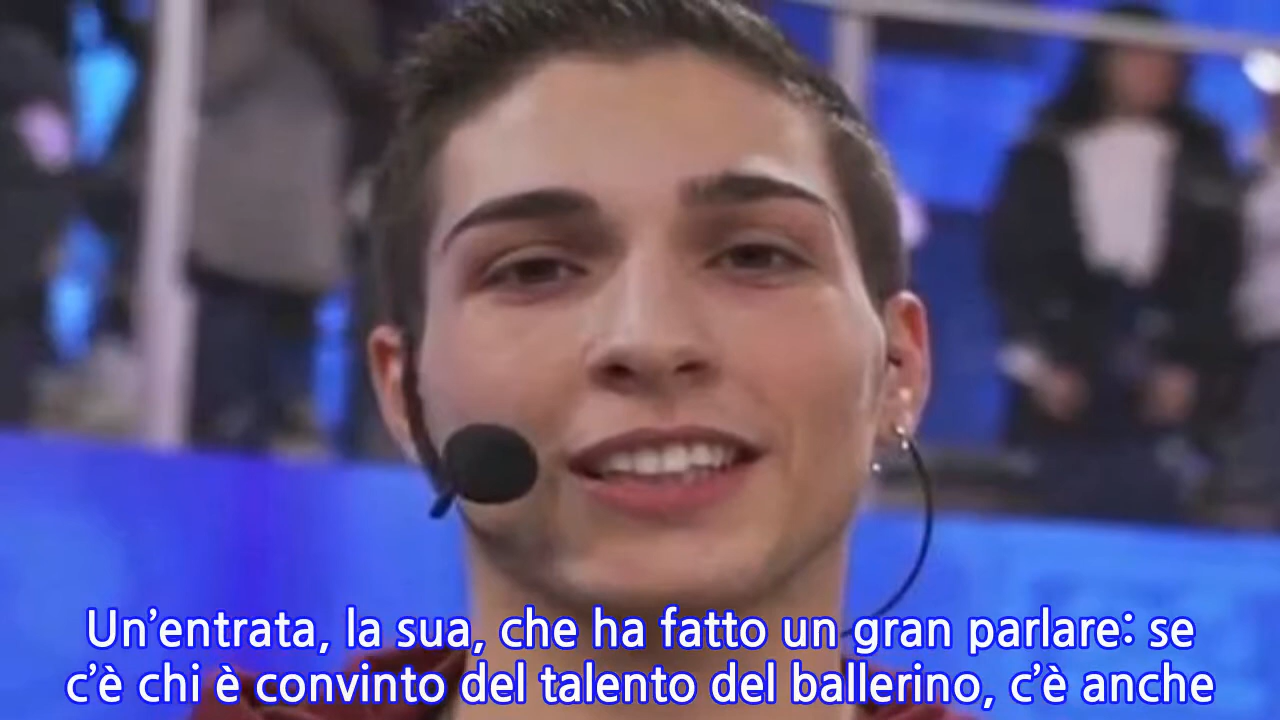 Un’entrata, la sua, che ha fatto un gran parlare: se
c’è chi è convinto del talento del ballerino, c’è anche